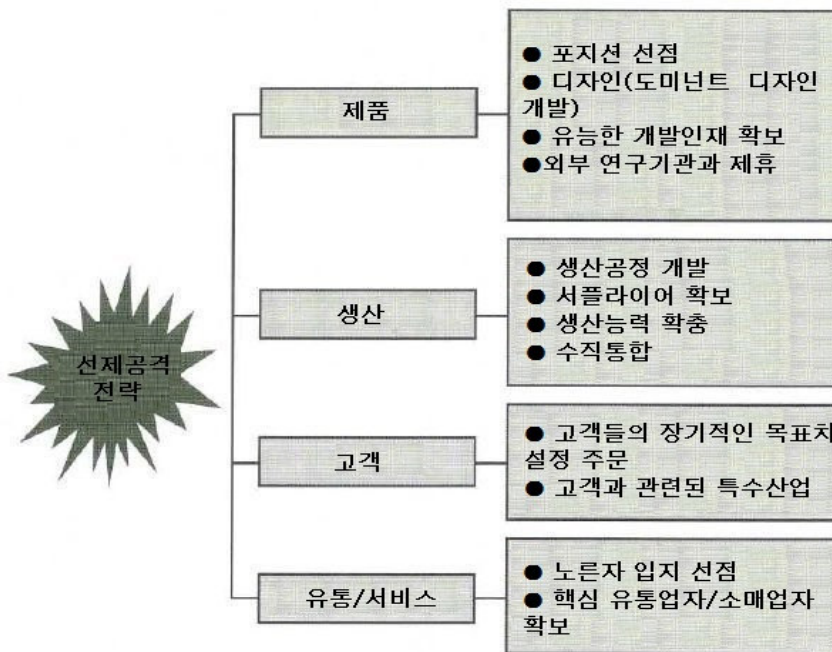 선제공격
전략
제품
● 포지션 선점
● 디자인(도미넌트 디자인
개발)
● 유능한 개발인재 확보
●외부 연구기관과 제휴
생산
● 생산공정 개발
● 서플라이어 확보
● 생산능력 확충
● 수직통합
고객
● 고객들의 장기적인 목표치
설정 주문
● 고객과 관련된 특수산업
유통/서비스
● 노른자 입지 선점
● 핵심 유통업자/소매업자
확보